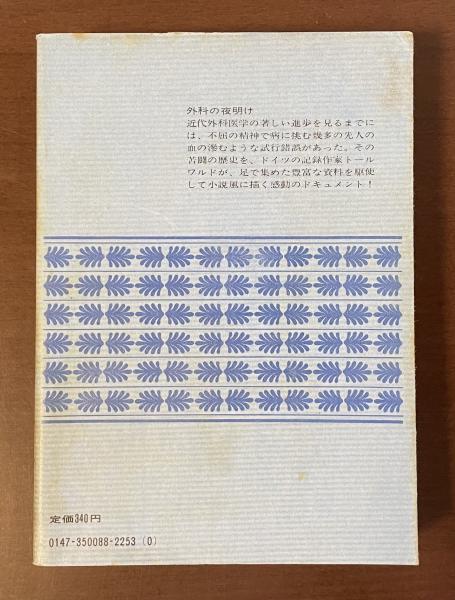 外科の夜明け
近代外科医学の著しい進歩を見るまでに
は、不屈の精神で病に挑む幾多の先人の
血の滲むような試行錯誤があった。その
苦闘の歴史を、ドイツの記録作家トール
ワルドが、足で集めた豊富な資料を駆使
して小説風に描く感動のドキュメント！
定価340円
0147-350088-2253 (0)